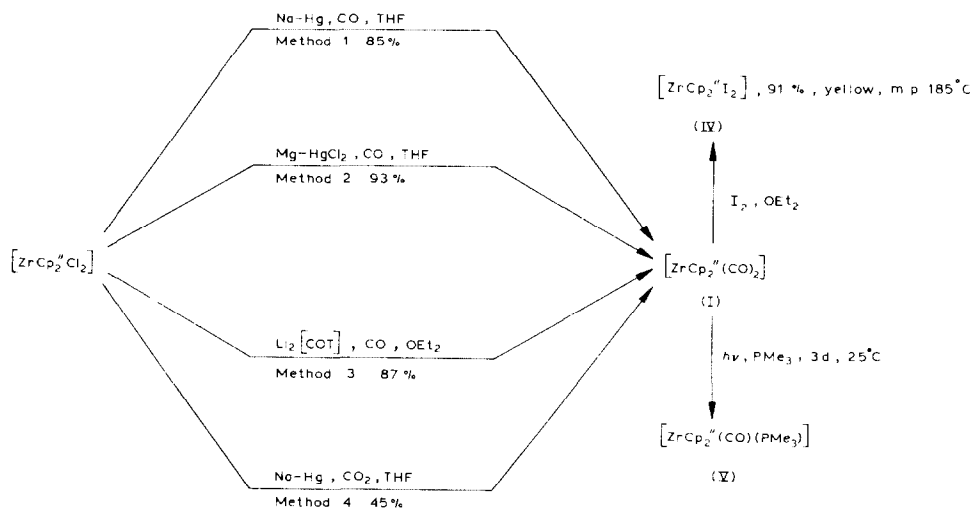 Na-Hg, CO, THF
Method 1 85%
[ZrCp₂″I₂], 91 %, yellow, m p 185°C
(IV)
Mg-HgCl₂, CO, THF
Method 2 93%
I₂, OEt₂
[ZrCp₂″Cl₂]
[ZrCp₂″(CO)₂]
(I)
Li₂[COT], CO, OEt₂
Method 3 87%
hν, PMe₃, 3d, 25°C
[ZrCp₂″(CO)(PMe₃)]
(V)
Na-Hg, CO₂, THF
Method 4 45%